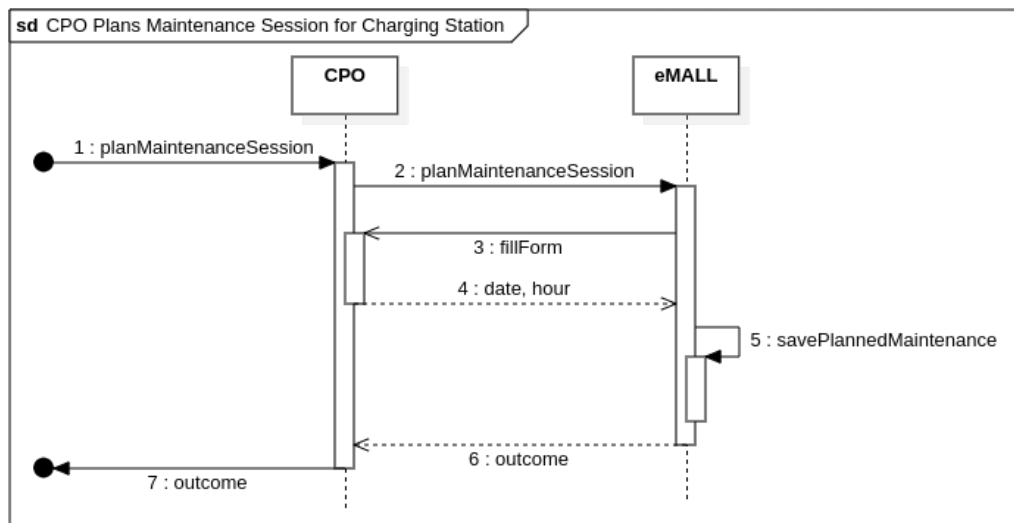 sd CPO Plans Maintenance Session for Charging Station
CPO
eMALL
1 : planMaintenanceSession
2 : planMaintenanceSession
3 : fillForm
4 : date, hour
5 : savePlannedMaintenance
6 : outcome
7 : outcome